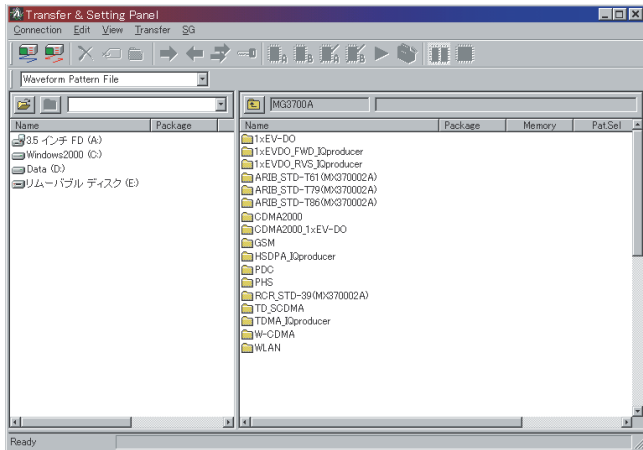 Transfer & Setting Panel
Connection Edit View Transfer SG
A B A B
Waveform Pattern File
MG3700A
Name Package
3.5 インチ FD (A:)
Windows2000 (C:)
Data (D:)
リムーバブル ディスク (E:)
Name Package Memory Pat.Sel
1xEV-DO
1xEVDO_FWD_IQproducer
1xEVDO_RVS_IQproducer
ARIB_STD-T61(MX370002A)
ARIB_STD-T79(MX370002A)
ARIB_STD-T86(MX370002A)
CDMA2000
CDMA2000_1xEV-DO
GSM
HSDPA_IQproducer
PDC
PHS
RCR_STD-39(MX370002A)
TD_SCDMA
TDMA_IQproducer
W-CDMA
WLAN
Ready